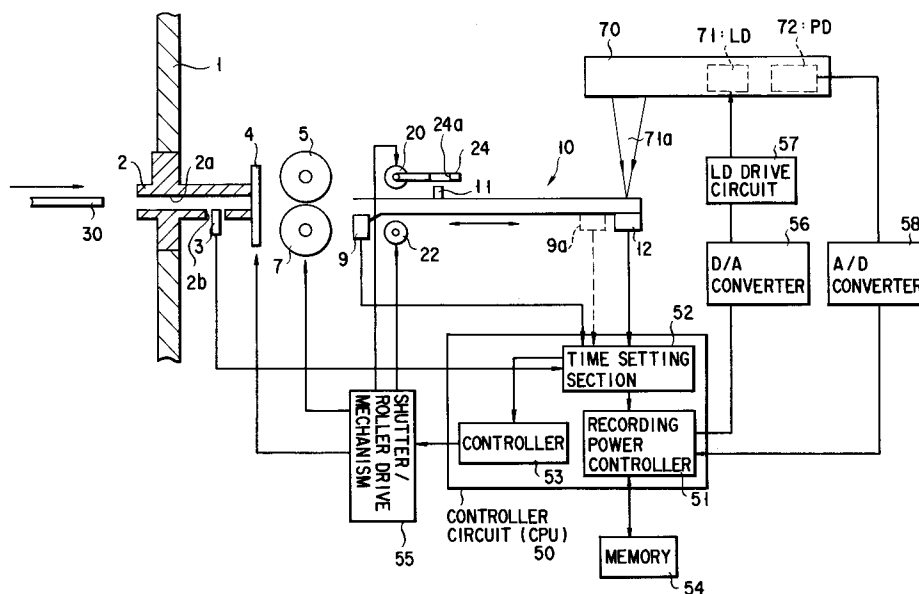 70
71:LD
72:PD
1
4
5
20
24a
24
10
71a
57
LD DRIVE
CIRCUIT
2
2a
11
30
3
2b
7
9
22
9a
12
56
D/A
CONVERTER
58
A/D
CONVERTER
52
TIME SETTING
SECTION
SHUTTER/
ROLLER DRIVE
MECHANISM
CONTROLLER
53
RECORDING
POWER
CONTROLLER
51
55
CONTROLLER
CIRCUIT (CPU) 50
MEMORY
54